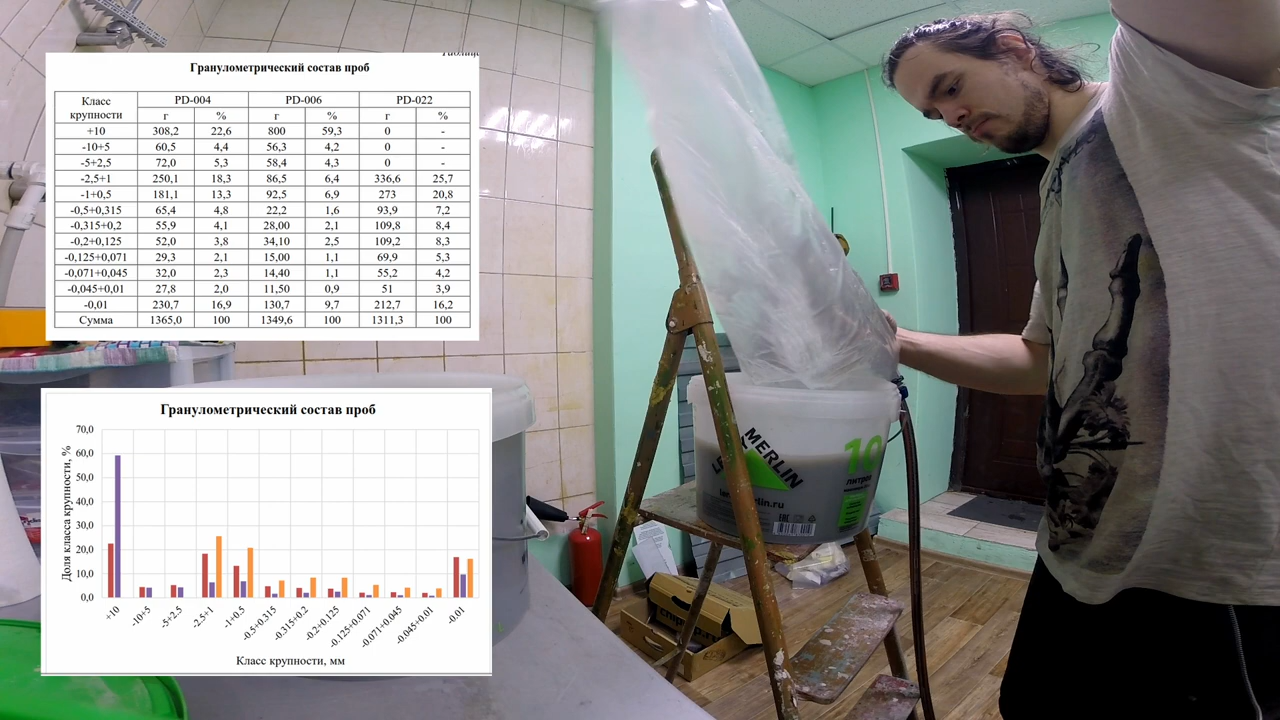 Таблица
Гранулометрический состав проб
Класс крупности PD-004 PD-006 PD-022
г % г % г %
+10 308,2 22,6 800 59,3 0 -
-10+5 60,5 4,4 56,3 4,2 0 -
-5+2,5 72,0 5,3 58,4 4,3 0 -
-2,5+1 250,1 18,3 86,5 6,4 336,6 25,7
-1+0,5 181,1 13,3 92,5 6,9 273 20,8
-0,5+0,315 65,4 4,8 22,2 1,6 93,9 7,2
-0,315+0,2 55,9 4,1 28,00 2,1 109,8 8,4
-0,2+0,125 52,0 3,8 34,10 2,5 109,2 8,3
-0,125+0,071 29,3 2,1 15,00 1,1 69,9 5,3
-0,071+0,045 32,0 2,3 14,40 1,1 55,2 4,2
-0,045+0,01 27,8 2,0 11,50 0,9 51 3,9
-0,01 230,7 16,9 130,7 9,7 212,7 16,2
Сумма 1365,0 100 1349,6 100 1311,3 100
Гранулометрический состав проб
Доля класса крупности, %
70,0
60,0
50,0
40,0
30,0
20,0
10,0
0,0
+10 -10+5 -5+2.5 -2.5+1 -1+0.5 -0.5+0.315 -0.315+0.2 -0.2+0.125 -0.125+0.071 -0.071+0.045 -0.045+0.01 -0.01
Класс крупности, мм
MERLIN
10
литров